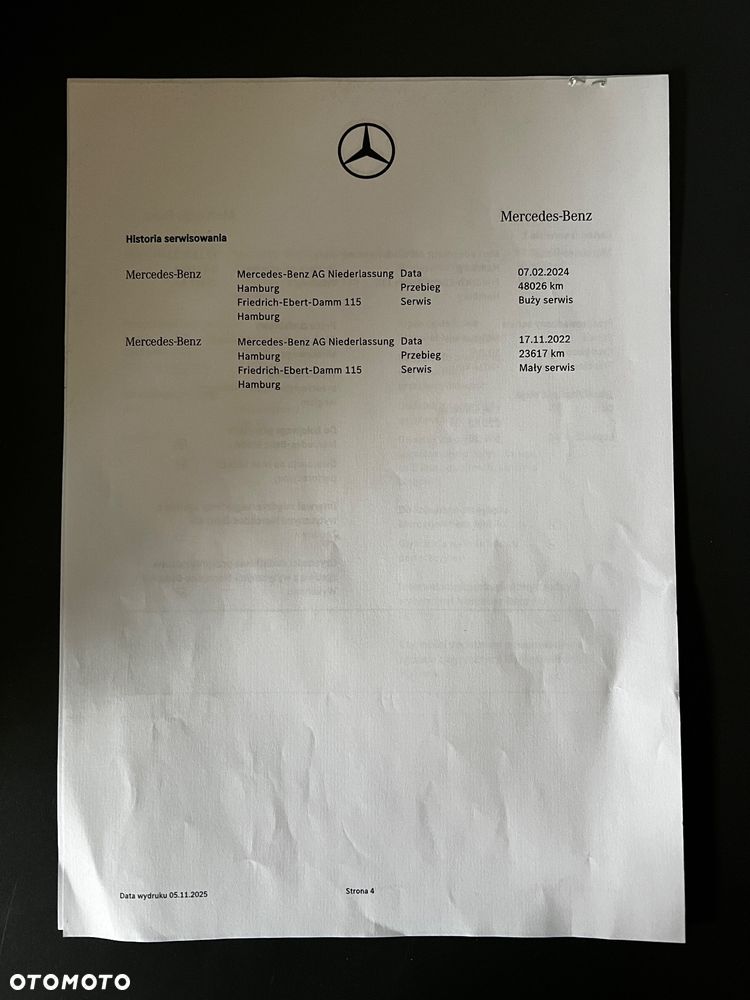 Mercedes-Benz
Historia serwisowania
Mercedes-Benz Mercedes-Benz AG Niederlassung Data 07.02.2024
Hamburg Przebieg 48026 km
Friedrich-Ebert-Damm 115 Serwis Buży serwis
Hamburg
Mercedes-Benz Mercedes-Benz AG Niederlassung Data 17.11.2022
Hamburg Przebieg 23617 km
Friedrich-Ebert-Damm 115 Serwis Mały serwis
Hamburg
Data wydruku 05.11.2025 Strona 4
OTOMOTO